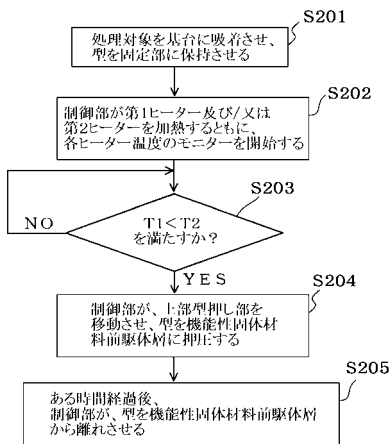 S201
処理対象を基台に吸着させ、
型を固定部に保持させる
S202
制御部が第1ヒーター及び/又は
第2ヒーターを加熱するともに、
各ヒーター温度のモニターを開始する
S203
T1<T2
を満たすか?
NO
YES
S204
制御部が、上部型押し部を
移動させ、型を機能性固体材
料前駆体層に押圧する
S205
ある時間経過後、
制御部が、型を機能性固体材料前駆体層
から離れさせる